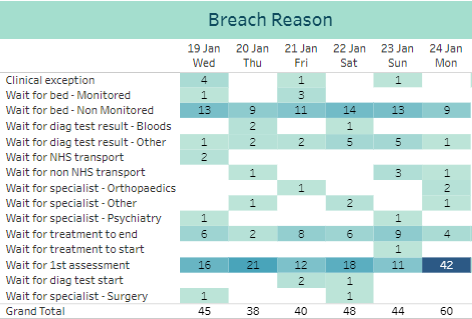 Breach Reason
19 Jan 20 Jan 21 Jan 22 Jan 23 Jan 24 Jan
Wed Thu Fri Sat Sun Mon
Clinical exception 4 1 1
Wait for bed - Monitored 1 3
Wait for bed - Non Monitored 13 9 11 14 13 9
Wait for diag test result - Bloods 2 1
Wait for diag test result - Other 1 2 2 5 5 1
Wait for NHS transport 2
Wait for non NHS transport 1 3 1
Wait for specialist - Orthopaedics 1 2
Wait for specialist - Other 1 2 1
Wait for specialist - Psychiatry 1 1
Wait for treatment to end 6 2 8 6 9 4
Wait for treatment to start 1
Wait for 1st assessment 16 21 12 18 11 42
Wait for diag test start 2 1
Wait for specialist - Surgery 1 1
Grand Total 45 38 40 48 44 60